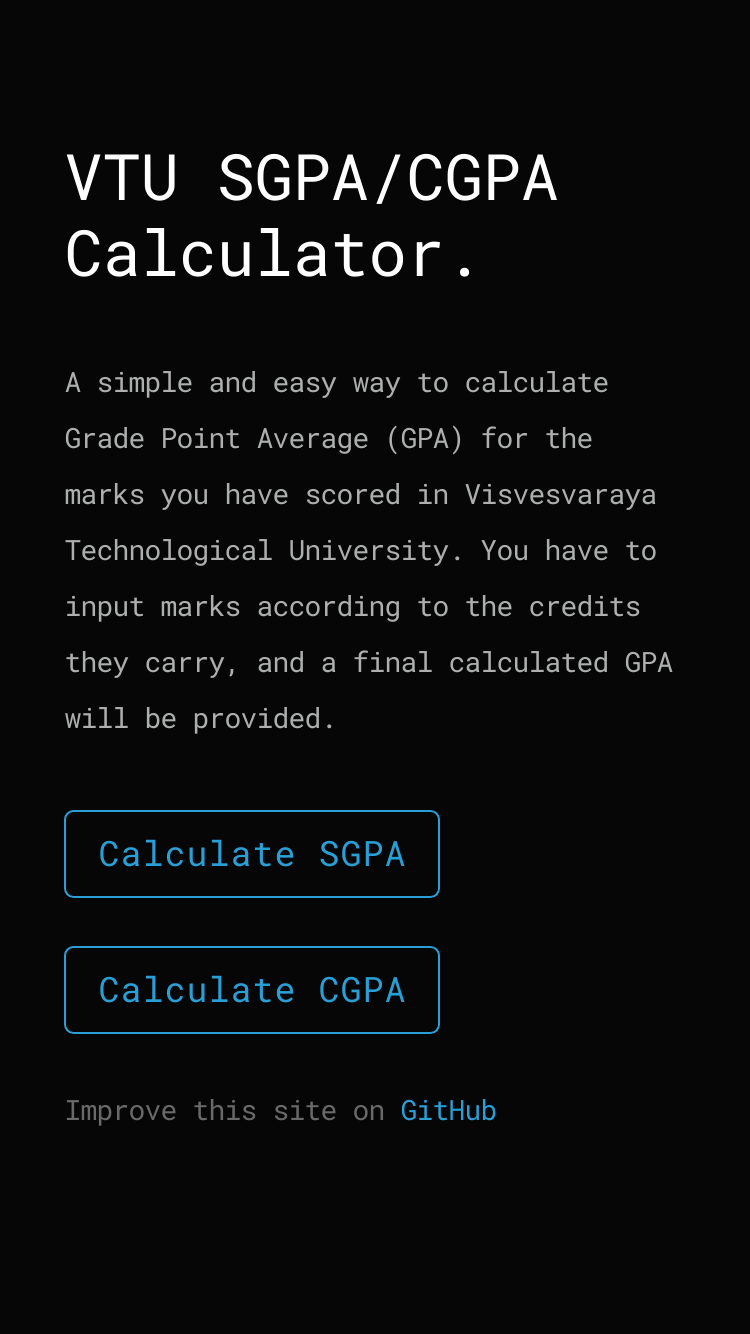 VTU SGPA/CGPA
Calculator.
A simple and easy way to calculate
Grade Point Average (GPA) for the
marks you have scored in Visvesvaraya
Technological University. You have to
input marks according to the credits
they carry, and a final calculated GPA
will be provided.
Calculate SGPA
Calculate CGPA
Improve this site on GitHub